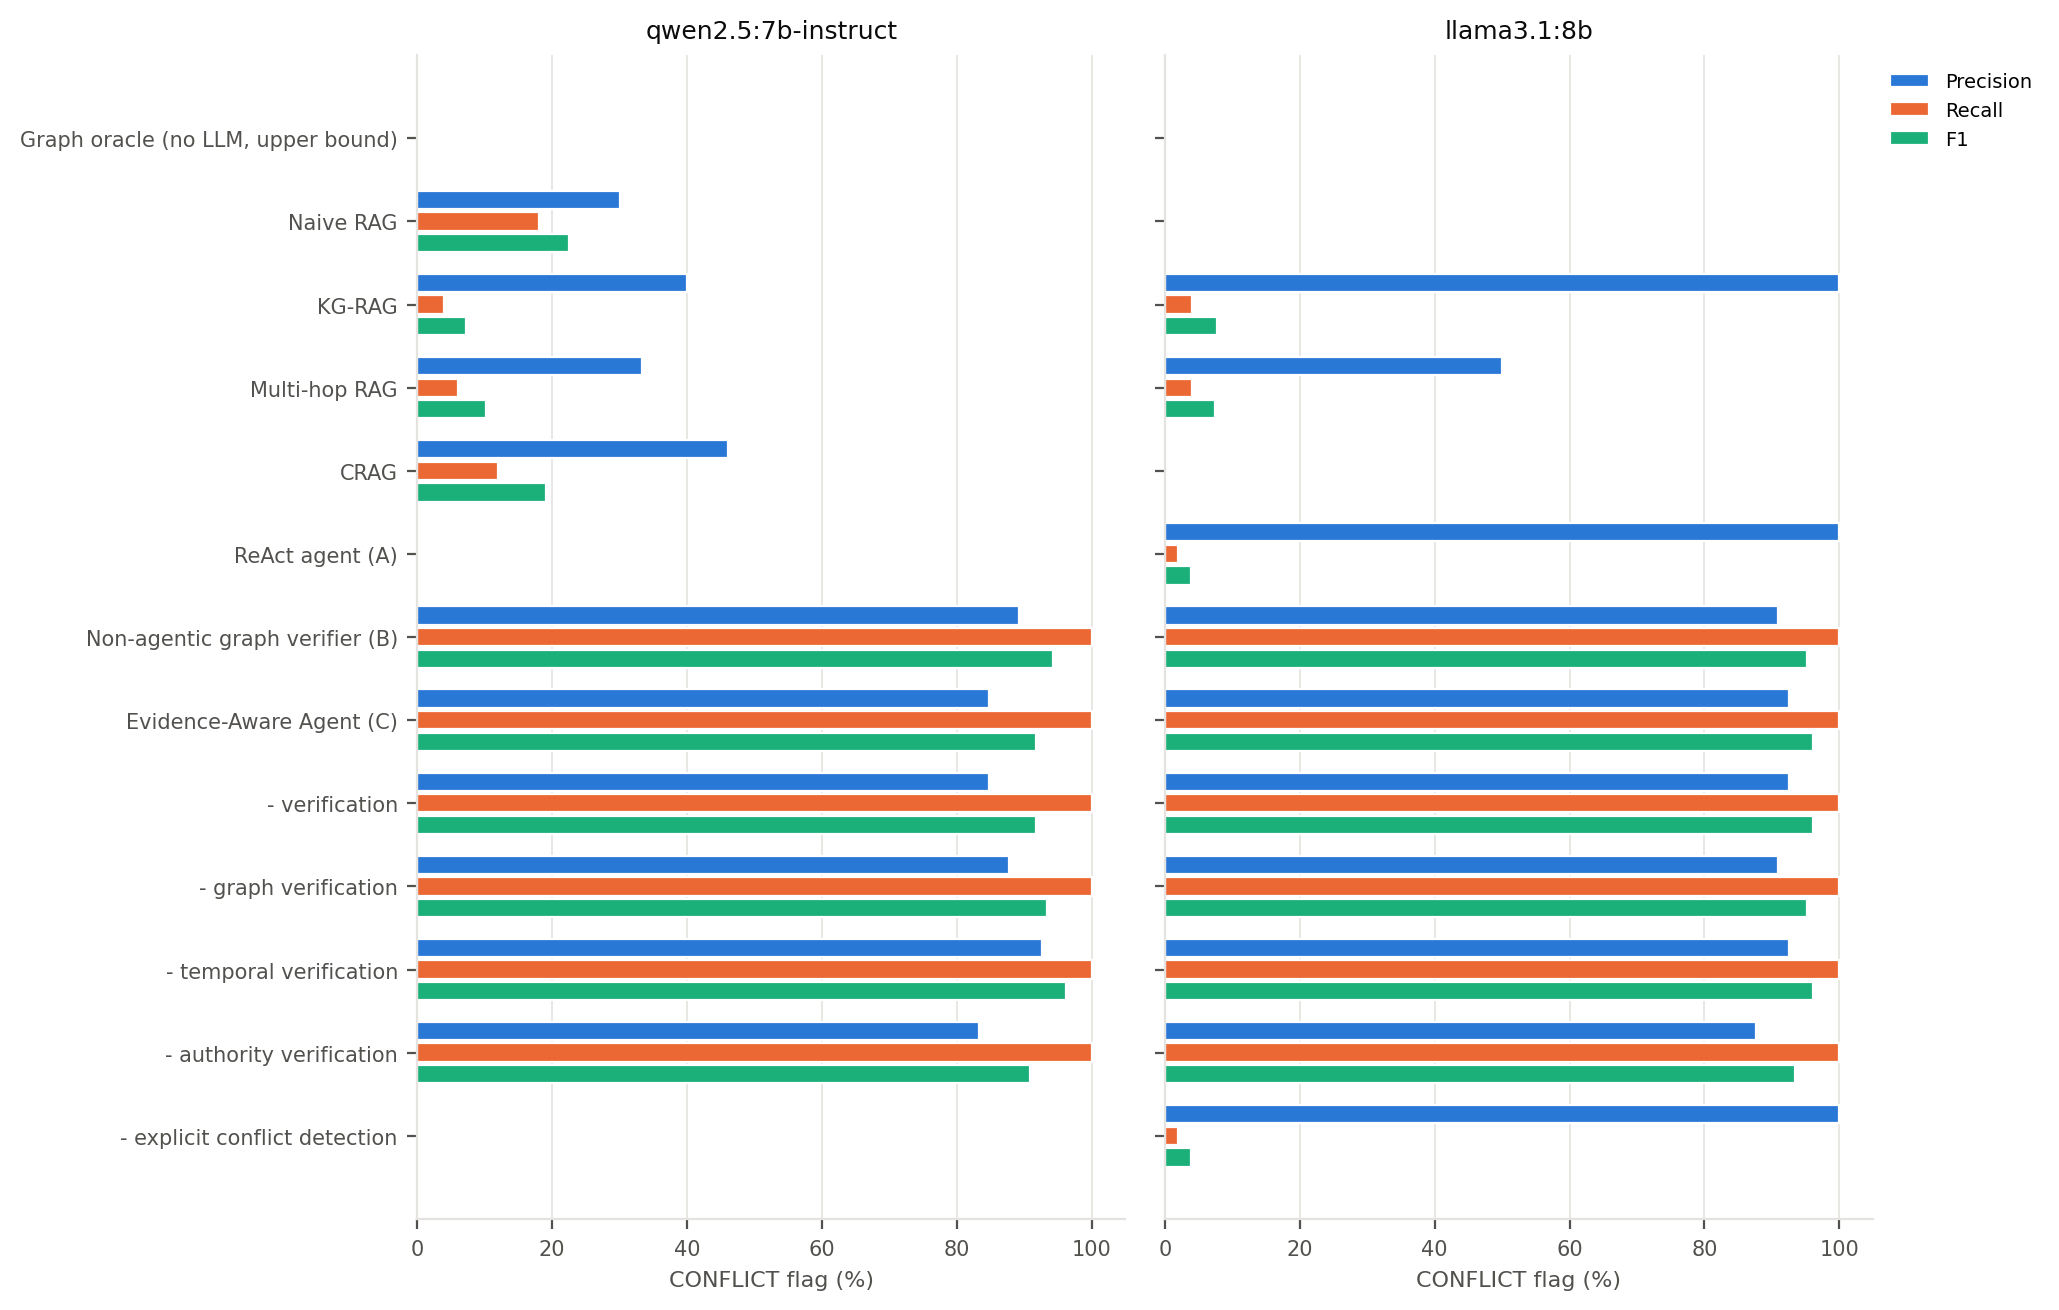 qwen2.5:7b-instruct
llama3.1:8b
Precision
Recall
F1
Graph oracle (no LLM, upper bound)
Naive RAG
KG-RAG
Multi-hop RAG
CRAG
ReAct agent (A)
Non-agentic graph verifier (B)
Evidence-Aware Agent (C)
- verification
- graph verification
- temporal verification
- authority verification
- explicit conflict detection
0 20 40 60 80 100
0 20 40 60 80 100
CONFLICT flag (%)
CONFLICT flag (%)